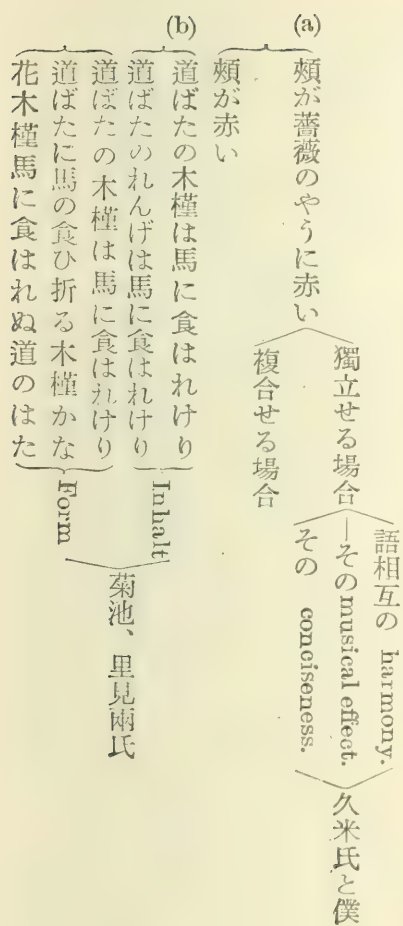 語相互の harmony.
獨立せる場合―その musical effect.
その conciseness.
久米氏と僕
(a)
頰が薔薇のやうに赤い
複合せる場合
頰が赤い
(b)
道ばたの木槿は馬に食はれけり
道ばたのれんげは馬に食はれけり
Inhalt
道ばたの木槿は馬に食はれけり
道ばたに馬の食ひ折る木槿かな
花木槿馬に食はれぬ道のはた
Form
菊池、里見兩氏